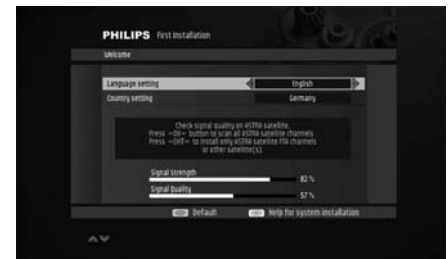 PHILIPS First Installation
Welcome
Language setting English
Country setting Germany
Check signal quality on ASTRA satellite.
Press -OK- button to scan all ASTRA satellite channels
Press -EXIT- to install only ASTRA satellite FTA channels
or other satellite(s).
Signal Strength
82 %
Signal Quality
57 %
Default Help for system installation